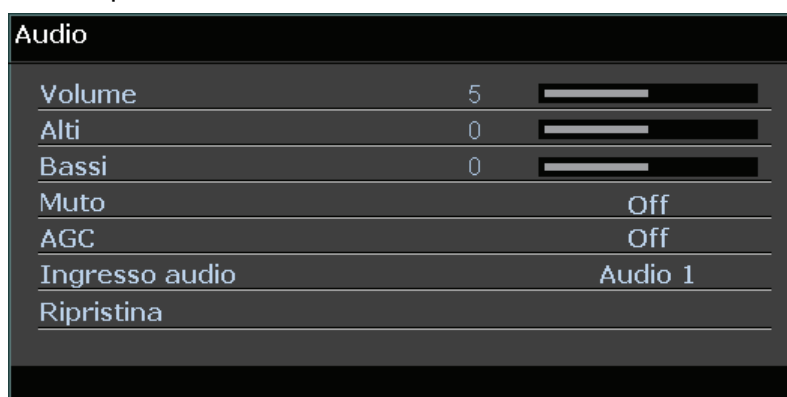 Audio
Volume 5
Alti 0
Bassi 0
Muto Off
AGC Off
Ingresso audio Audio 1
Ripristina